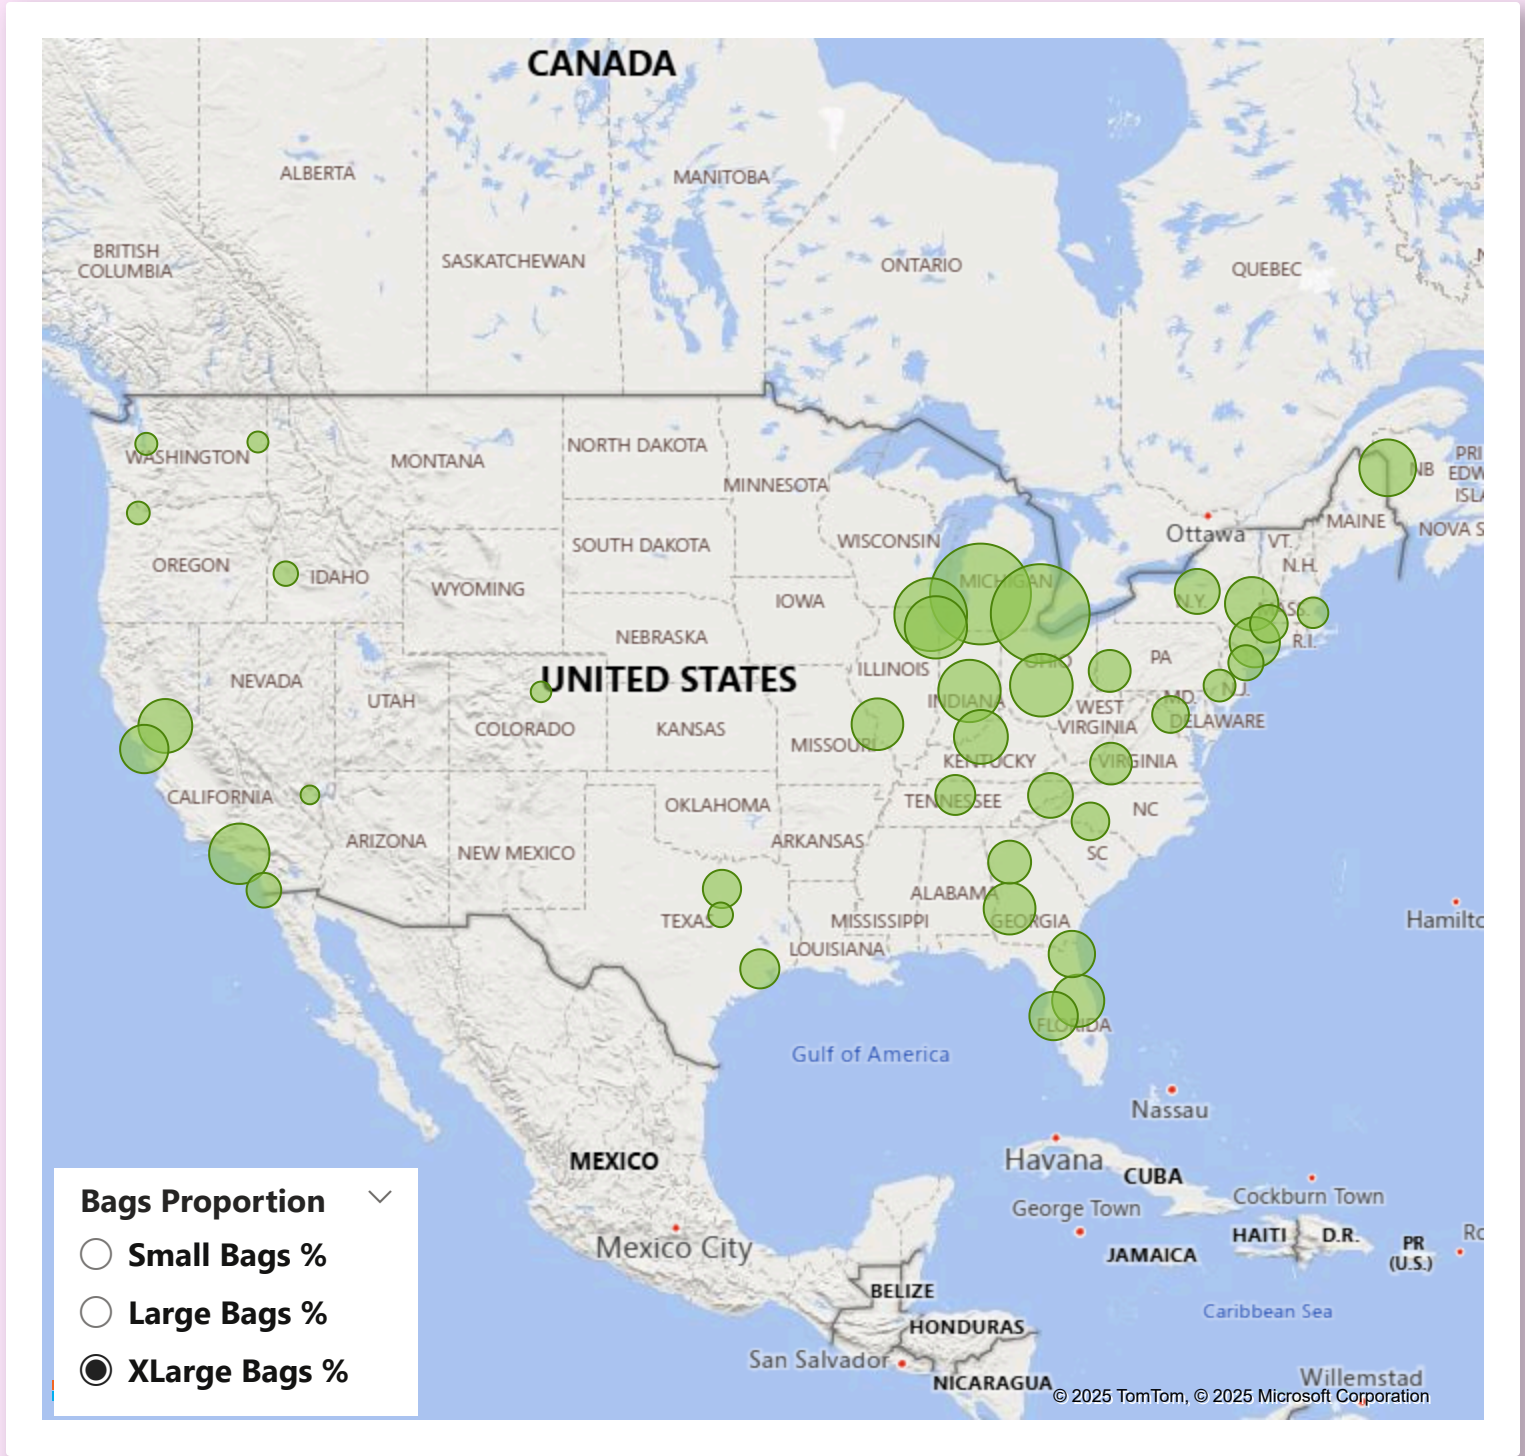 CANADA
ALBERTA
MANITOBA
BRITISH
COLUMBIA
SASKATCHEWAN
ONTARIO
QUEBEC
WASHINGTON
MONTANA
NORTH DAKOTA
MINNESOTA
NB
PRI
EDW
ISL
MAINE
NOVA S
Ottawa
VT.
N.H.
OREGON
IDAHO
WYOMING
SOUTH DAKOTA
WISCONSIN
MICHIGAN
IOWA
N.Y.
ASS.
R.I.
NEBRASKA
UNITED STATES
ILLINOIS
OHIO
PA
NEVADA
UTAH
COLORADO
KANSAS
INDIANA
MISSOURI
WEST
VIRGINIA
MD.
N.J.
DELAWARE
KENTUCKY
VIRGINIA
CALIFORNIA
OKLAHOMA
TENNESSEE
NC
ARIZONA
NEW MEXICO
ARKANSAS
SC
TEXAS
ALABAMA
MISSISSIPPI
GEORGIA
LOUISIANA
Hamilto
FLORIDA
Gulf of America
Nassau
MEXICO
Havana
CUBA
Cockburn Town
George Town
HAITI
D.R.
PR
(U.S.)
Ro
JAMAICA
Mexico City
BELIZE
Caribbean Sea
HONDURAS
San Salvador
NICARAGUA
Willemstad
Bags Proportion
Small Bags %
Large Bags %
XLarge Bags %
© 2025 TomTom, © 2025 Microsoft Corporation